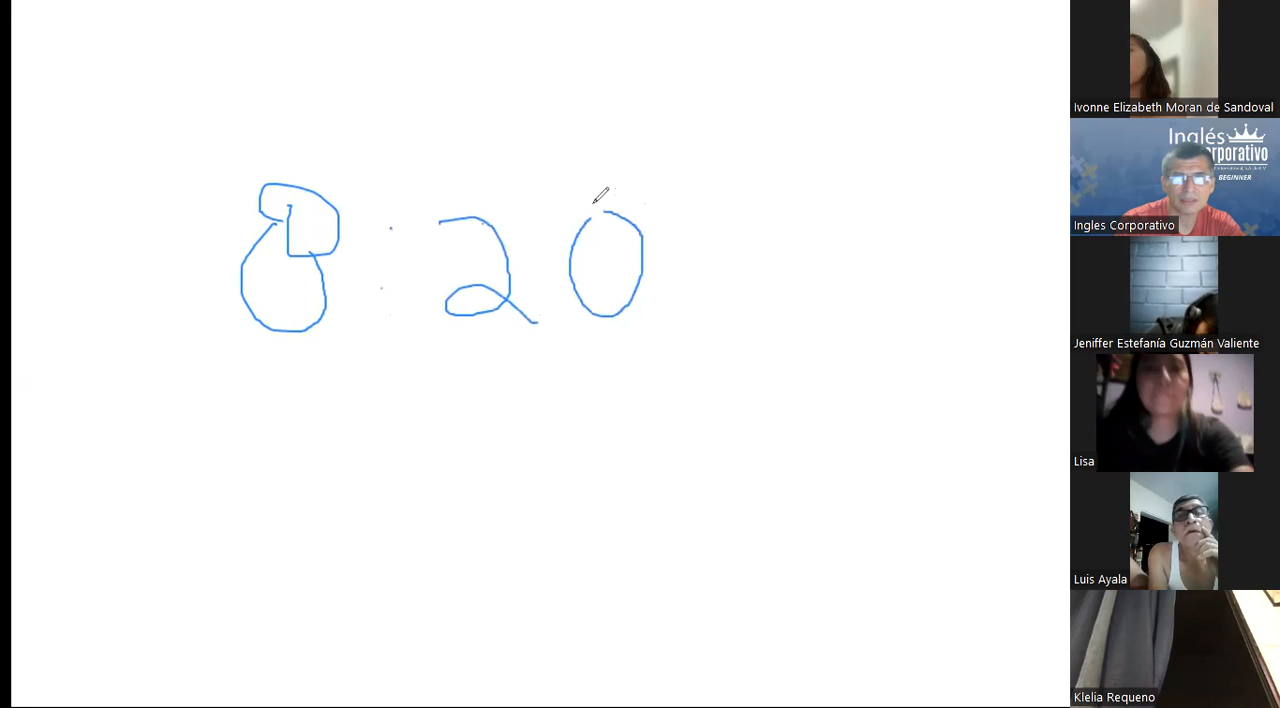 8:20
Ivonne Elizabeth Moran de Sandoval
Inglés
Corporativo
BEGINNER
Ingles Corporativo
Jeniffer Estefanía Guzmán Valiente
Lisa
Luis Ayala
Klelia Requeno